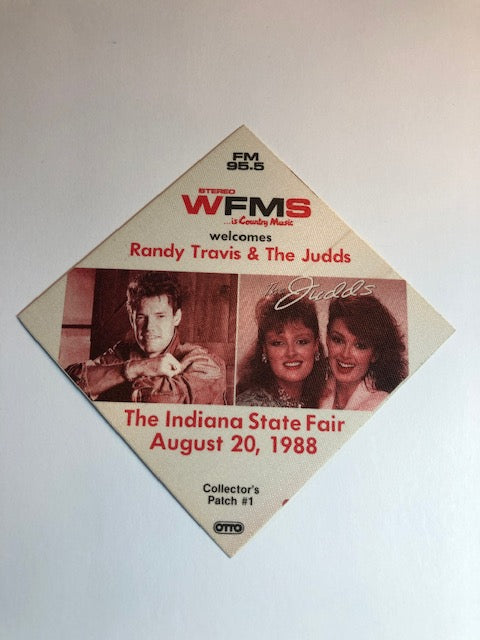 FM
95.5
STEREO
WFMS
...is Country Music
welcomes
Randy Travis & The Judds
The Judds
The Indiana State Fair
August 20, 1988
Collector's
Patch #1
OTTO